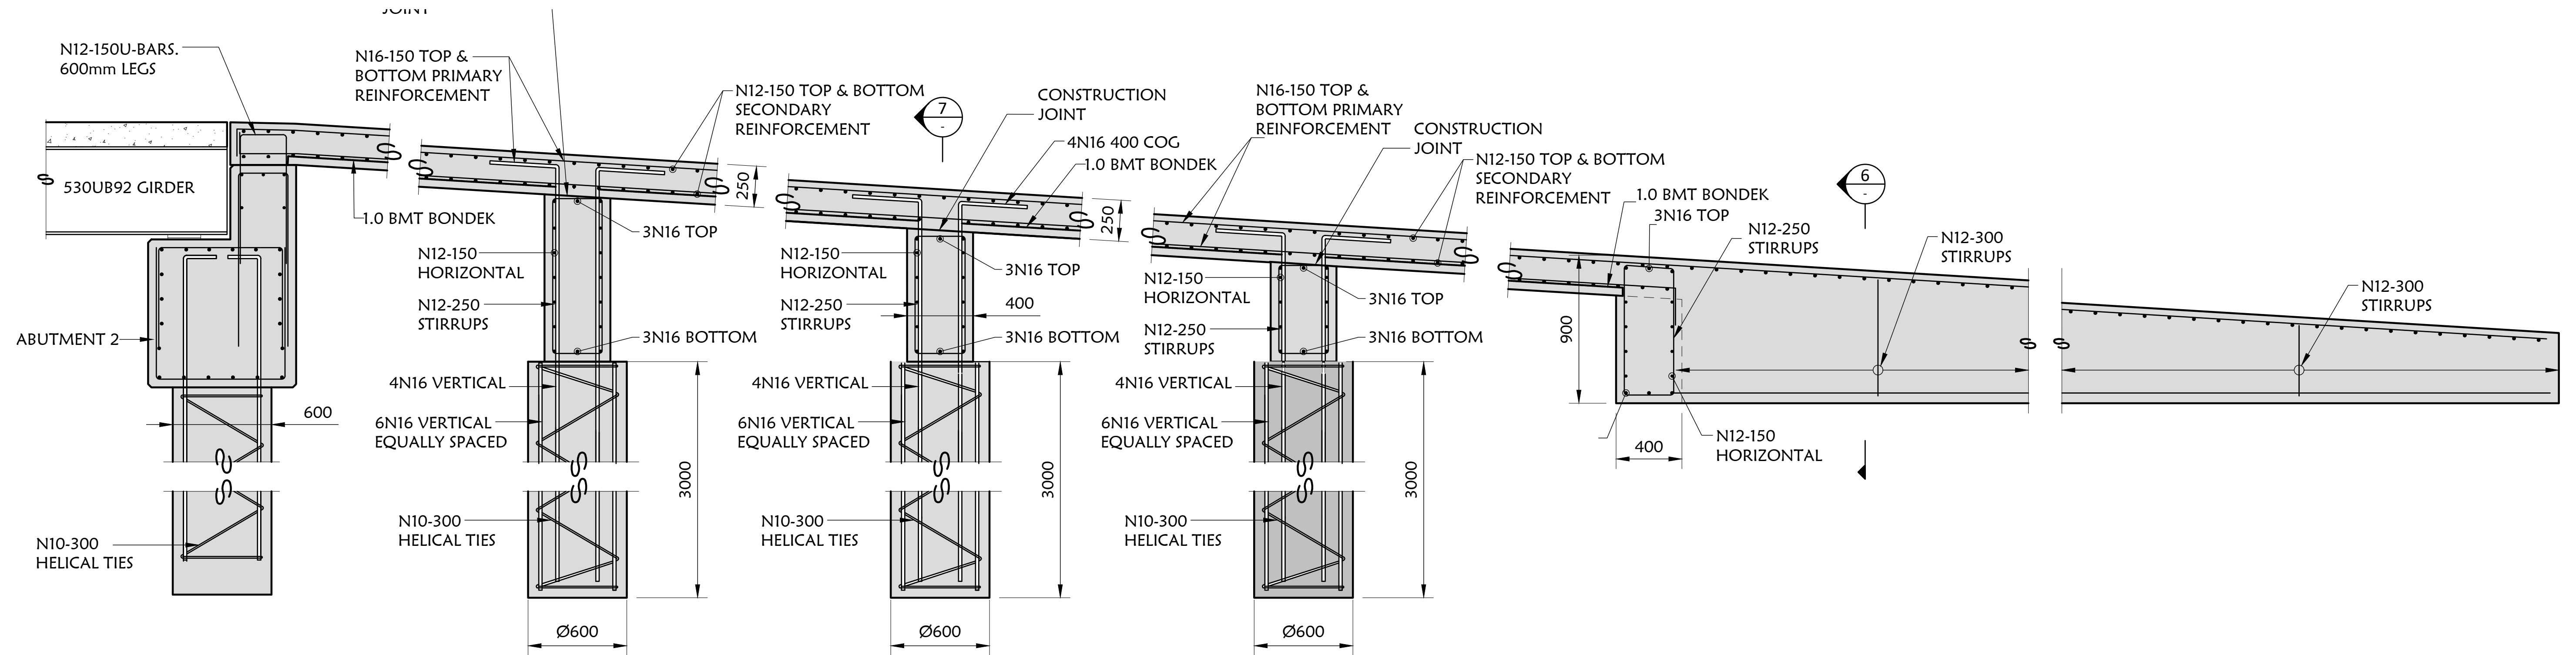 JOINT
N12-150U-BARS.
600mm LEGS
530UB92 GIRDER
ABUTMENT 2
600
N10-300
HELICAL TIES
1.0 BMT BONDEK
N16-150 TOP &
BOTTOM PRIMARY
REINFORCEMENT
N12-150 TOP & BOTTOM
SECONDARY
REINFORCEMENT
250
3N16 TOP
N12-150
HORIZONTAL
N12-250
STIRRUPS
3N16 BOTTOM
4N16 VERTICAL
6N16 VERTICAL
EQUALLY SPACED
3000
N10-300
HELICAL TIES
Ø600
7
-
CONSTRUCTION
JOINT
4N16 400 COG
1.0 BMT BONDEK
250
N12-150
HORIZONTAL
3N16 TOP
N12-250
STIRRUPS
400
3N16 BOTTOM
4N16 VERTICAL
6N16 VERTICAL
EQUALLY SPACED
3000
N10-300
HELICAL TIES
Ø600
N16-150 TOP &
BOTTOM PRIMARY
REINFORCEMENT
CONSTRUCTION
JOINT
N12-150 TOP & BOTTOM
SECONDARY
REINFORCEMENT
N12-150
HORIZONTAL
3N16 TOP
N12-250
STIRRUPS
3N16 BOTTOM
4N16 VERTICAL
6N16 VERTICAL
EQUALLY SPACED
3000
N10-300
HELICAL TIES
Ø600
6
-
1.0 BMT BONDEK
3N16 TOP
N12-250
STIRRUPS
N12-300
STIRRUPS
N12-300
STIRRUPS
900
400
N12-150
HORIZONTAL